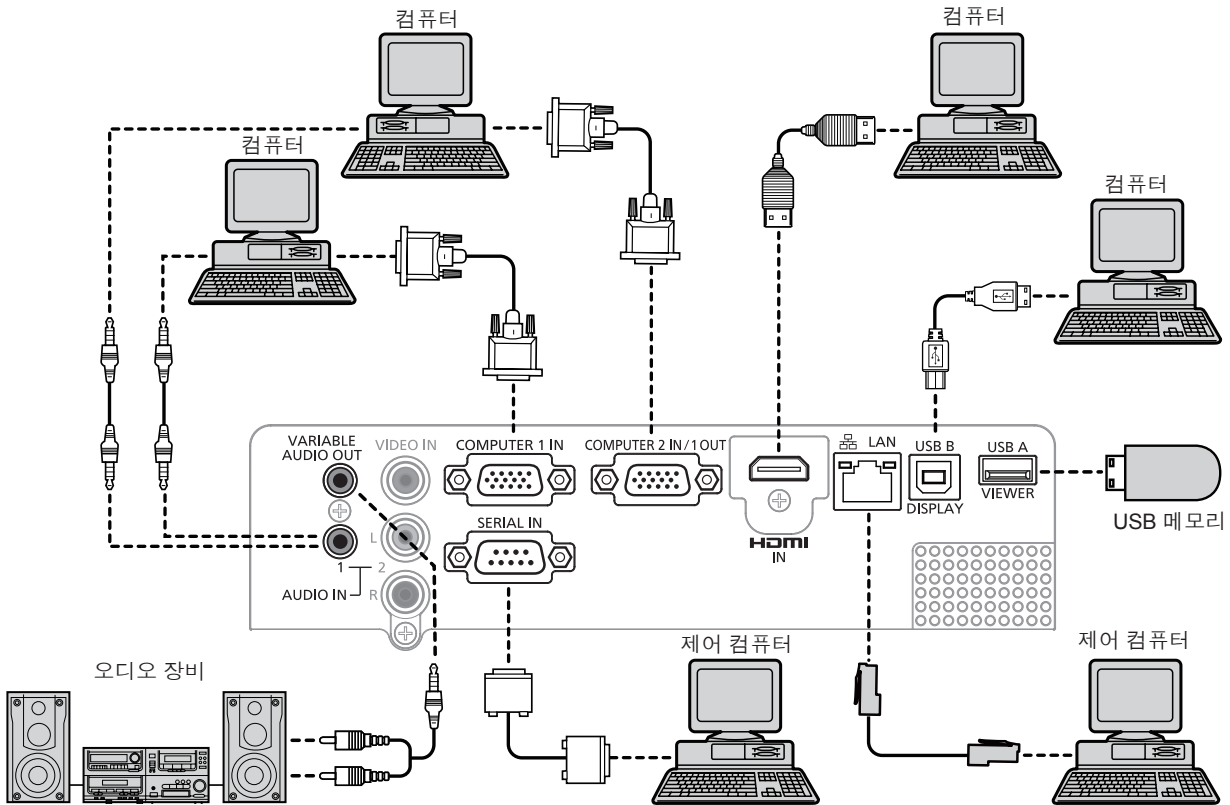 컴퓨터
컴퓨터
컴퓨터
컴퓨터
VARIABLE
AUDIO OUT
VIDEO IN
COMPUTER 1 IN
COMPUTER 2 IN / 1 OUT
LAN
USB B
USB A
VIEWER
DISPLAY
USB 메모리
SERIAL IN
HDMI
IN
L
1
2
AUDIO IN
R
오디오 장비
제어 컴퓨터
제어 컴퓨터